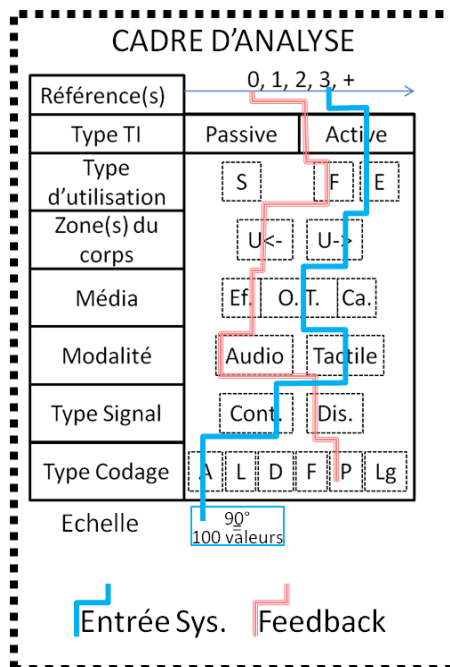 CADRE D'ANALYSE
Référence(s) 0, 1, 2, 3, +
Type TI Passive Active
Type
d'utilisation S F E
Zone(s) du
corps U<- U->
Média Ef. O. T. Ca.
Modalité Audio Tactile
Type Signal Cont. Dis.
Type Codage A L D F P Lg
Echelle 90°
=
100 valeurs
Entrée Sys. Feedback